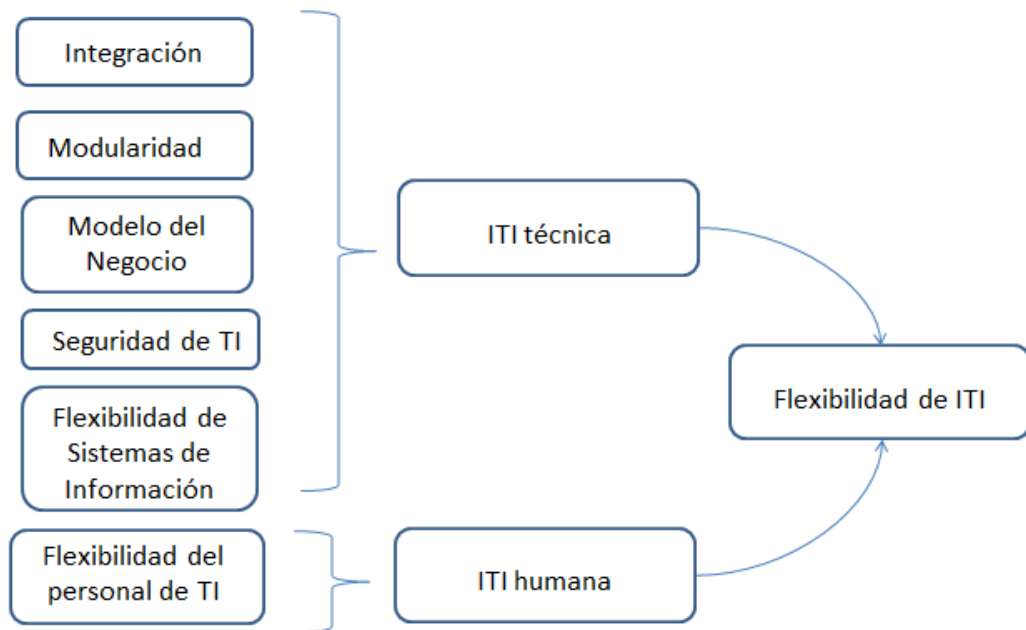 Integración
Modularidad
Modelo del
Negocio
Seguridad de TI
Flexibilidad de
Sistemas de
Información
Flexibilidad del
personal de TI
ITI técnica
ITI humana
Flexibilidad de ITI